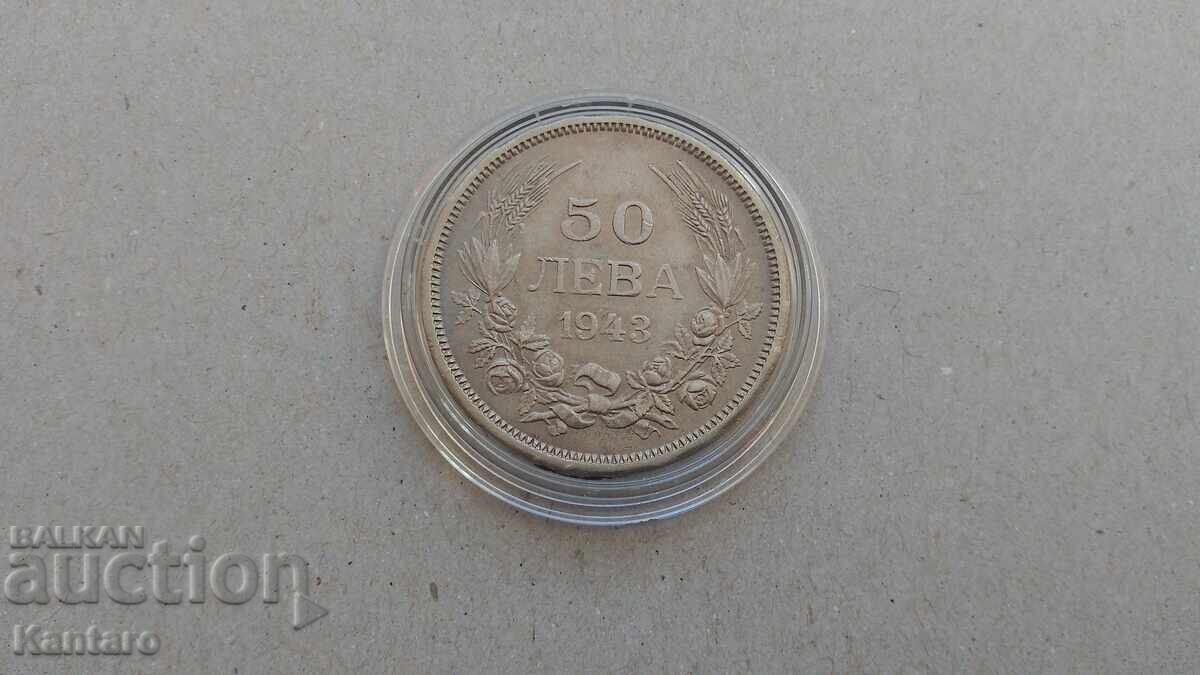 50
ЛЕВА
1943
BALKAN
auction
Kantaro